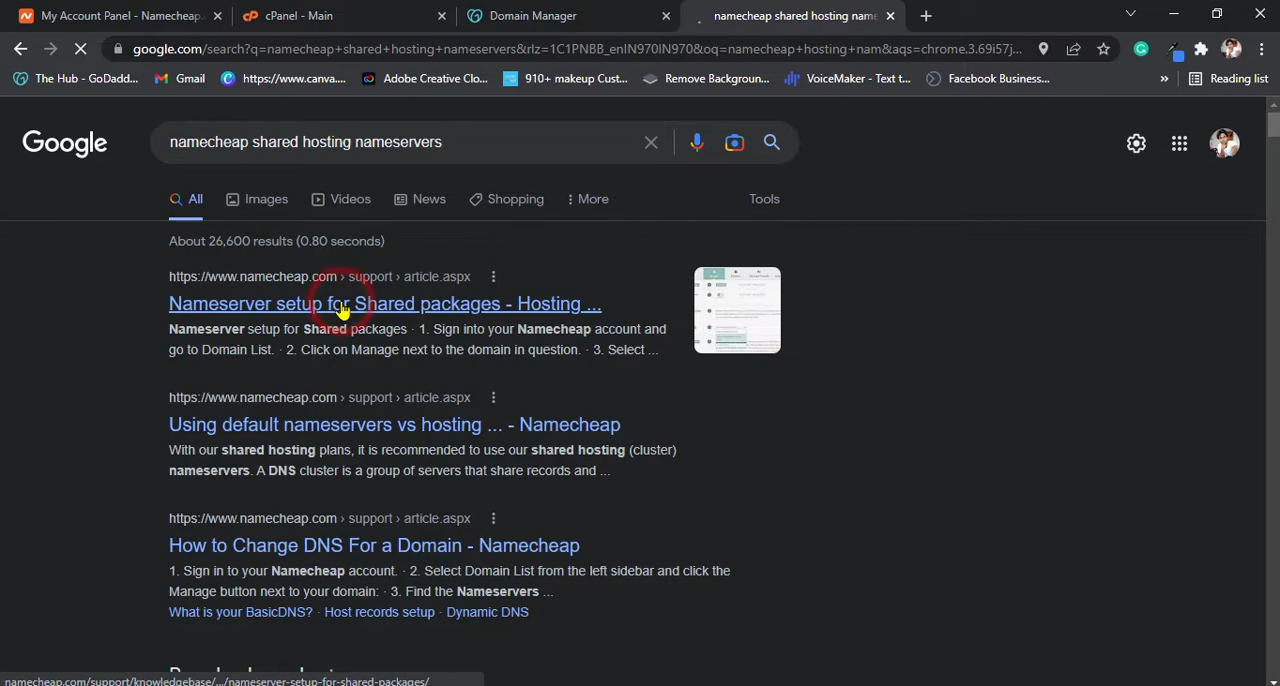 My Account Panel - Namecheap.
cPanel - Main
Domain Manager
namecheap shared hosting name
google.com/search?q=namecheap+shared+hosting+nameservers&rlz=1C1PNBB_enIN970IN970&oq=namecheap+hosting+nam&aqs=chrome.3.69i57j...
The Hub - GoDadd...
Gmail
https://www.canva....
Adobe Creative Clo...
910+ makeup Cust...
Remove Backgroun...
VoiceMaker - Text t...
Facebook Business...
»
Reading list
Google
namecheap shared hosting nameservers
All
Images
Videos
News
Shopping
More
Tools
About 26,600 results (0.80 seconds)
https://www.namecheap.com › support › article.aspx
Nameserver setup for Shared packages - Hosting ...
Nameserver setup for Shared packages · 1. Sign into your Namecheap account and
go to Domain List. · 2. Click on Manage next to the domain in question. · 3. Select ...
https://www.namecheap.com › support › article.aspx
Using default nameservers vs hosting ... - Namecheap
With our shared hosting plans, it is recommended to use our shared hosting (cluster)
nameservers. A DNS cluster is a group of servers that share records and ...
https://www.namecheap.com › support › article.aspx
How to Change DNS For a Domain - Namecheap
1. Sign in to your Namecheap account. · 2. Select Domain List from the left sidebar and click the
Manage button next to your domain: · 3. Find the Nameservers ...
What is your BasicDNS? · Host records setup · Dynamic DNS
namecheap.com/support/knowledgebase/.../nameserver-setup-for-shared-packages/